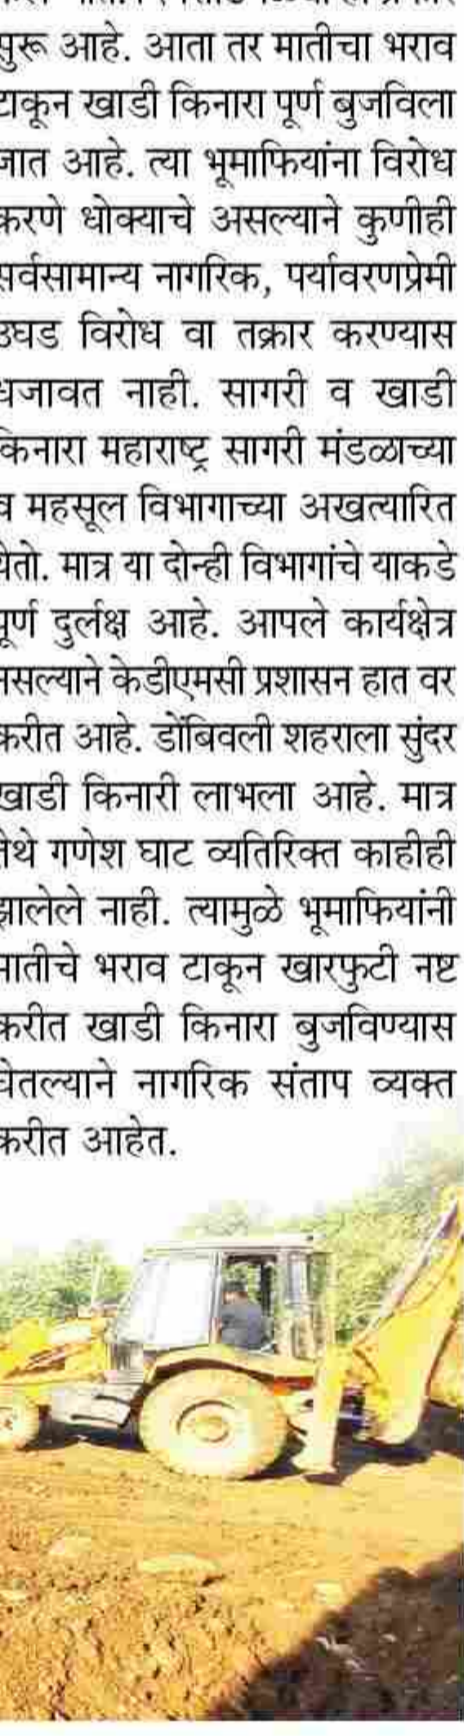 सुरू आहे. आता तर मातीचा भराव
टाकून खाडी किनारा पूर्ण बुजविला
जात आहे. त्या भूमाफियांना विरोध
करणे धोक्याचे असल्याने कुणीही
सर्वसामान्य नागरिक, पर्यावरणप्रेमी
उघड विरोध वा तक्रार करण्यास
धजावत नाही. सागरी व खाडी
किनारा महाराष्ट्र सागरी मंडळाच्या
व महसूल विभागाच्या अखत्यारित
येतो. मात्र या दोन्ही विभागांचे याकडे
पूर्ण दुर्लक्ष आहे. आपले कार्यक्षेत्र
नसल्याने केडीएमसी प्रशासन हात वर
करीत आहे. डोंबिवली शहराला सुंदर
खाडी किनारी लाभला आहे. मात्र
तेथे गणेश घाट व्यतिरिक्त काहीही
झालेले नाही. त्यामुळे भूमाफियांनी
मातीचे भराव टाकून खारफुटी नष्ट
करीत खाडी किनारा बुजविण्यास
घेतल्याने नागरिक संताप व्यक्त
करीत आहेत.